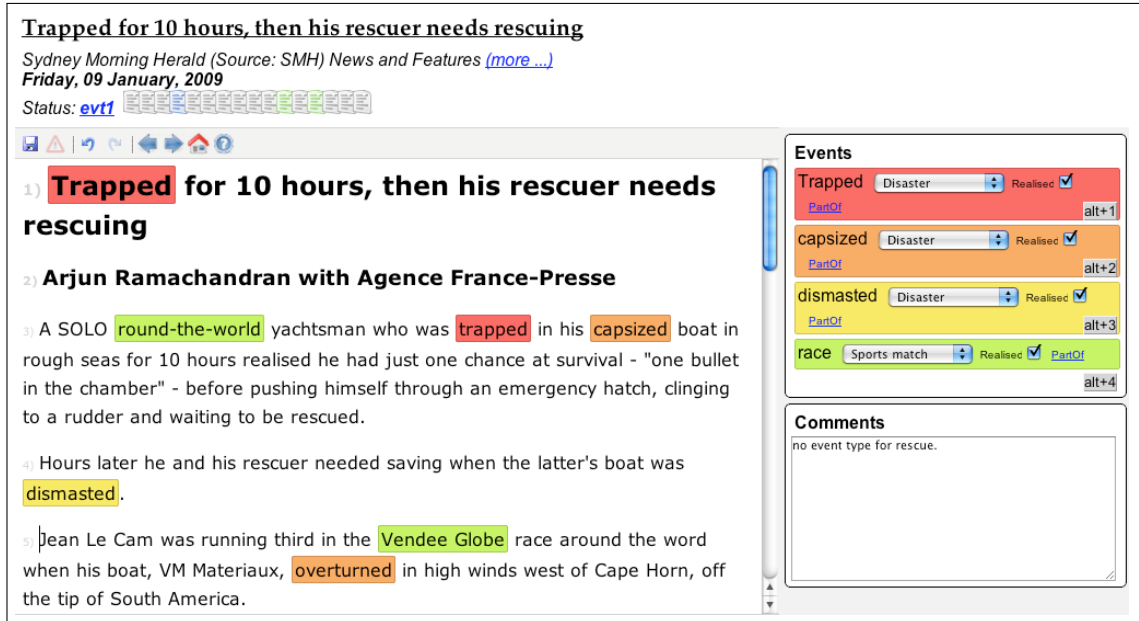 Trapped for 10 hours, then his rescuer needs rescuing
Sydney Morning Herald (Source: SMH) News and Features (more ...)
Friday, 09 January, 2009
Status: evt1
1) Trapped for 10 hours, then his rescuer needs
rescuing
2) Arjun Ramachandran with Agence France-Presse
3) A SOLO round-the-world yachtsman who was trapped in his capsized boat in
rough seas for 10 hours realised he had just one chance at survival - "one bullet
in the chamber" - before pushing himself through an emergency hatch, clinging
to a rudder and waiting to be rescued.
4) Hours later he and his rescuer needed saving when the latter's boat was
dismasted.
5) Jean Le Cam was running third in the Vendee Globe race around the word
when his boat, VM Materiaux, overturned in high winds west of Cape Horn, off
the tip of South America.
Events
Trapped Disaster Realised
PartOf
alt+1
capsized Disaster Realised
PartOf
alt+2
dismasted Disaster Realised
PartOf
alt+3
race Sports match Realised PartOf
alt+4
Comments
no event type for rescue.